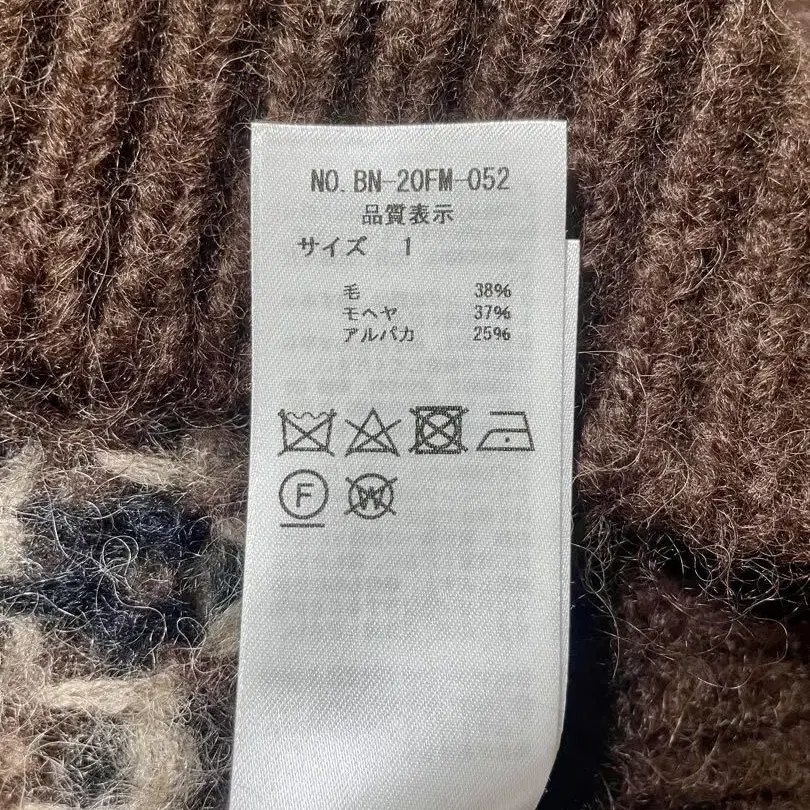 NO. BN-20FM-052
品質表示
サイズ 1
毛 38%
モヘヤ 37%
アルパカ 25%
F W